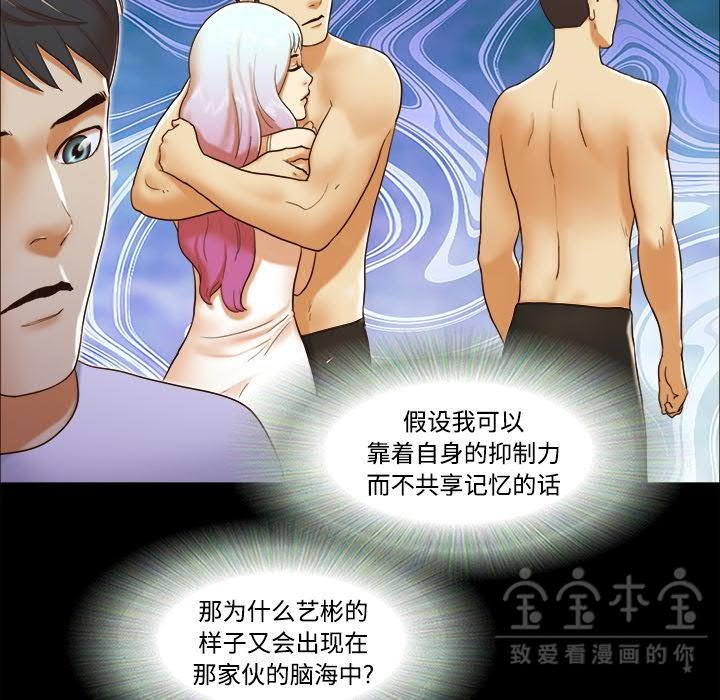 假设我可以
靠着自身的抑制力
而不共享记忆的话
那为什么艺彬的
样子又会出现在
那家伙的脑海中?
宝宝本宝
致爱看漫画的你